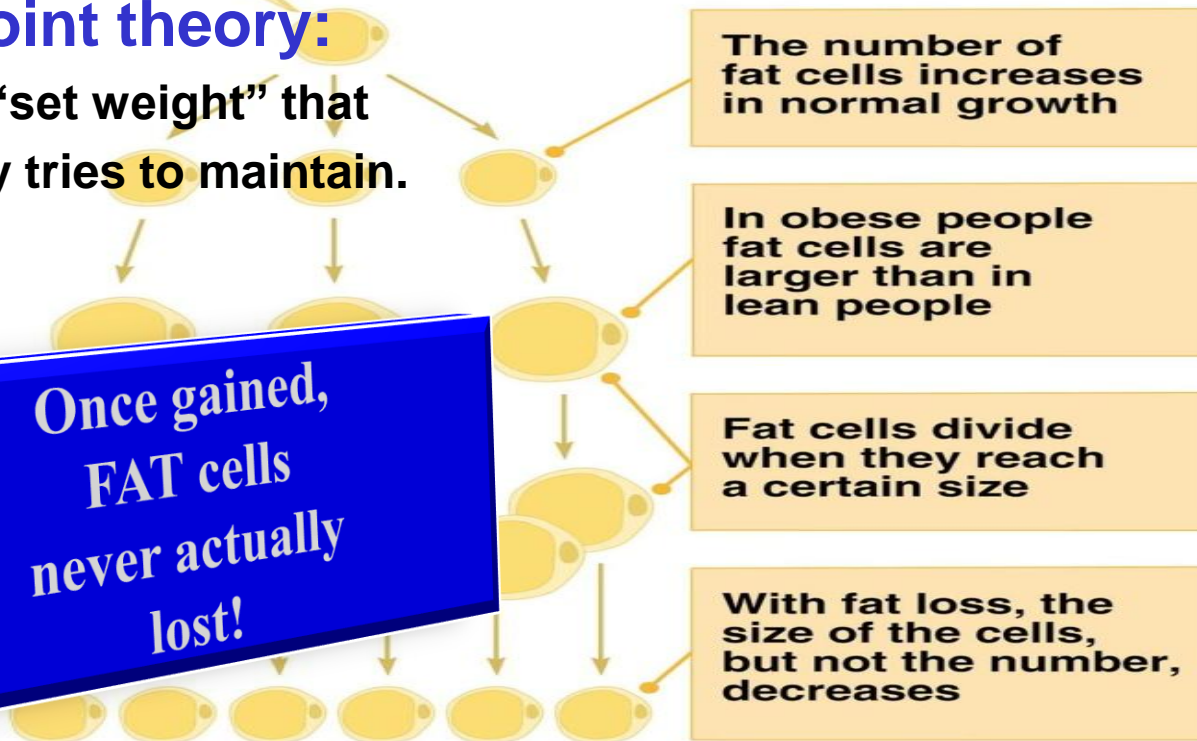 oint theory:
“set weight” that
y tries to maintain.
The number of
fat cells increases
in normal growth
In obese people
fat cells are
larger than in
lean people
Once gained,
FAT cells
never actually
lost!
Fat cells divide
when they reach
a certain size
With fat loss, the
size of the cells,
but not the number,
decreases